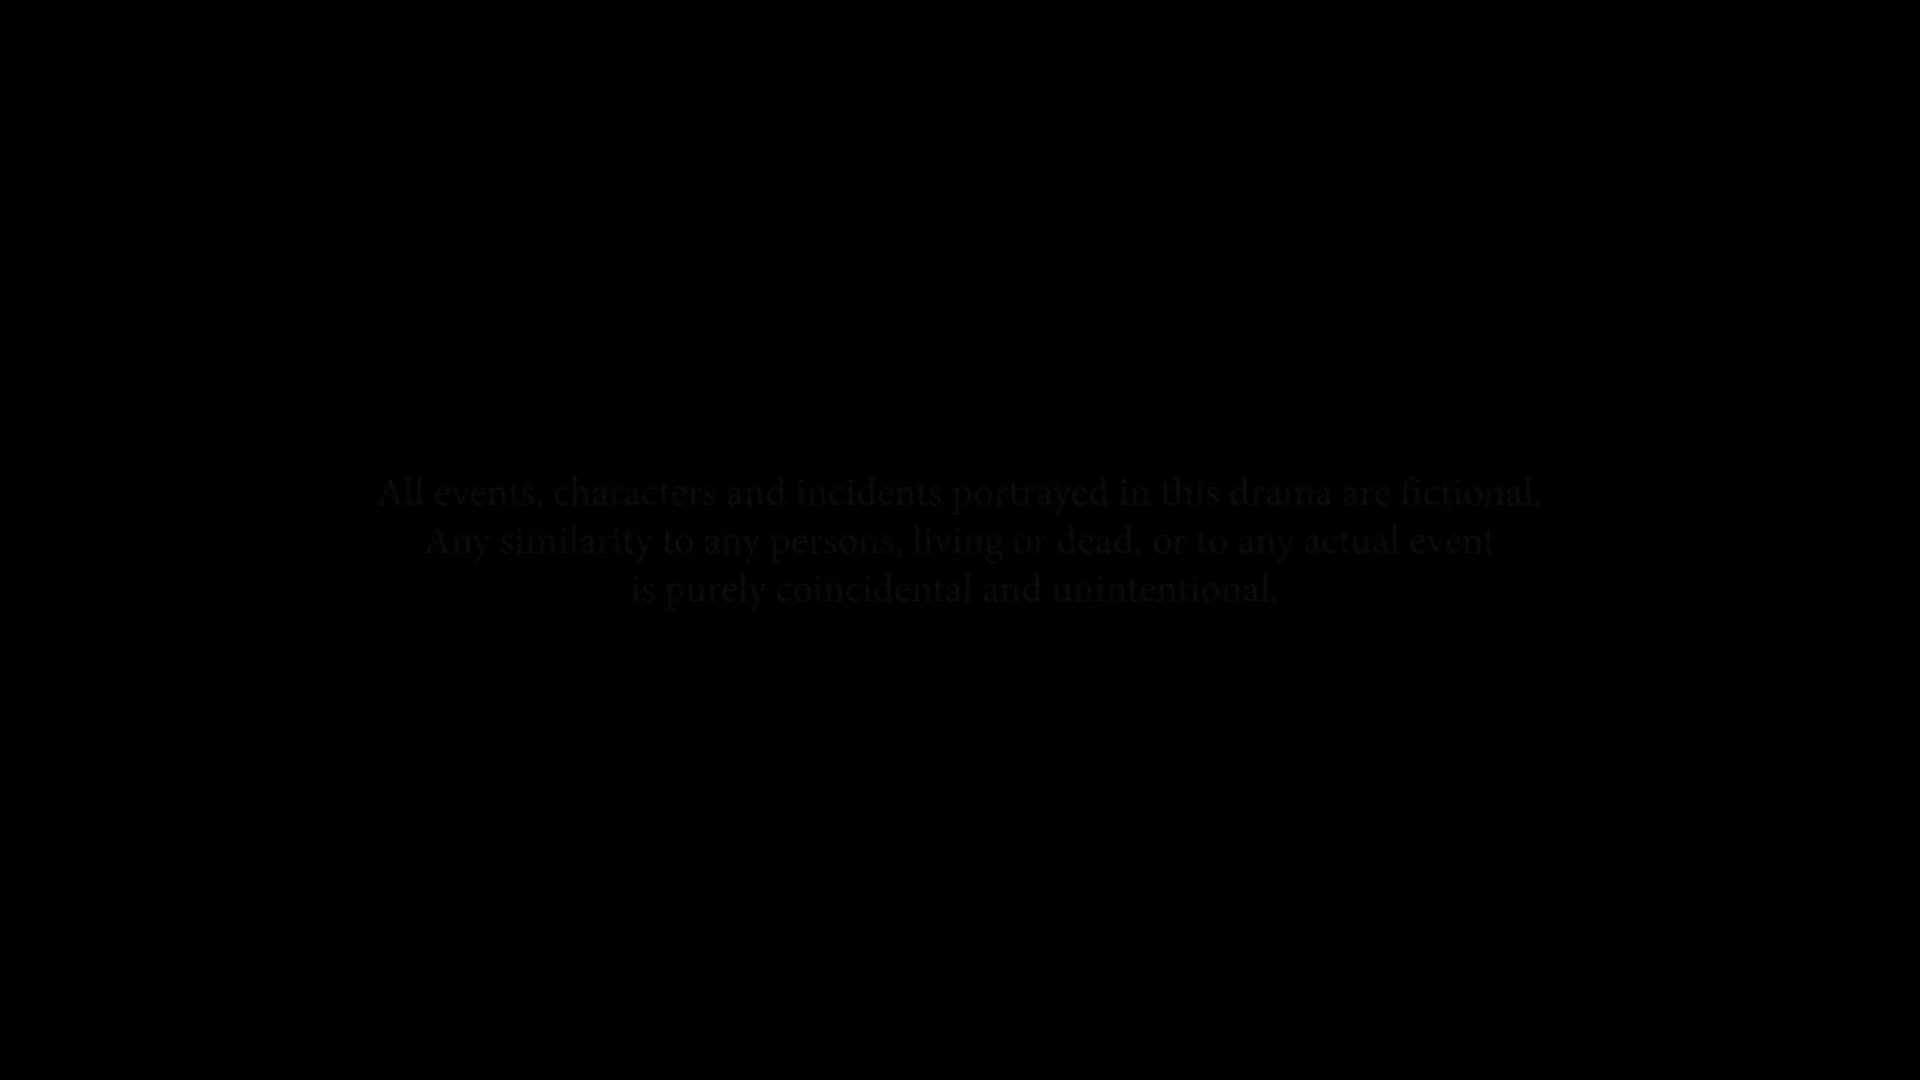 All events, characters and incidents portrayed in this drama are fictional.
Any similarity to any persons, living or dead, or to any actual event
is purely coincidental and unintentional.